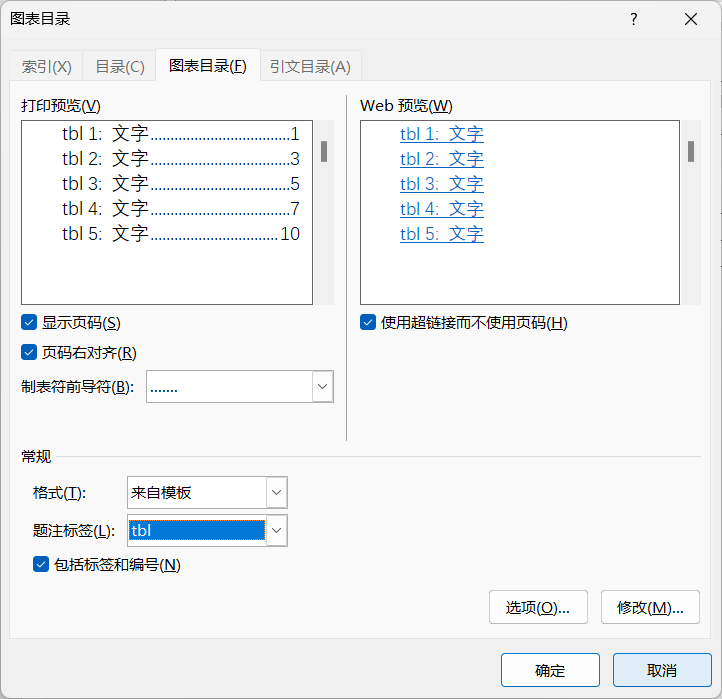 图表目录
?
索引(X)
目录(C)
图表目录(F)
引文目录(A)
打印预览(V)
tbl 1: 文字...................................1
tbl 2: 文字...................................3
tbl 3: 文字...................................5
tbl 4: 文字...................................7
tbl 5: 文字................................10
Web 预览(W)
tbl 1: 文字
tbl 2: 文字
tbl 3: 文字
tbl 4: 文字
tbl 5: 文字
显示页码(S)
页码右对齐(R)
制表符前导符(B):
.......
使用超链接而不使用页码(H)
常规
格式(T):
来自模板
题注标签(L):
tbl
包括标签和编号(N)
选项(O)...
修改(M)...
确定
取消